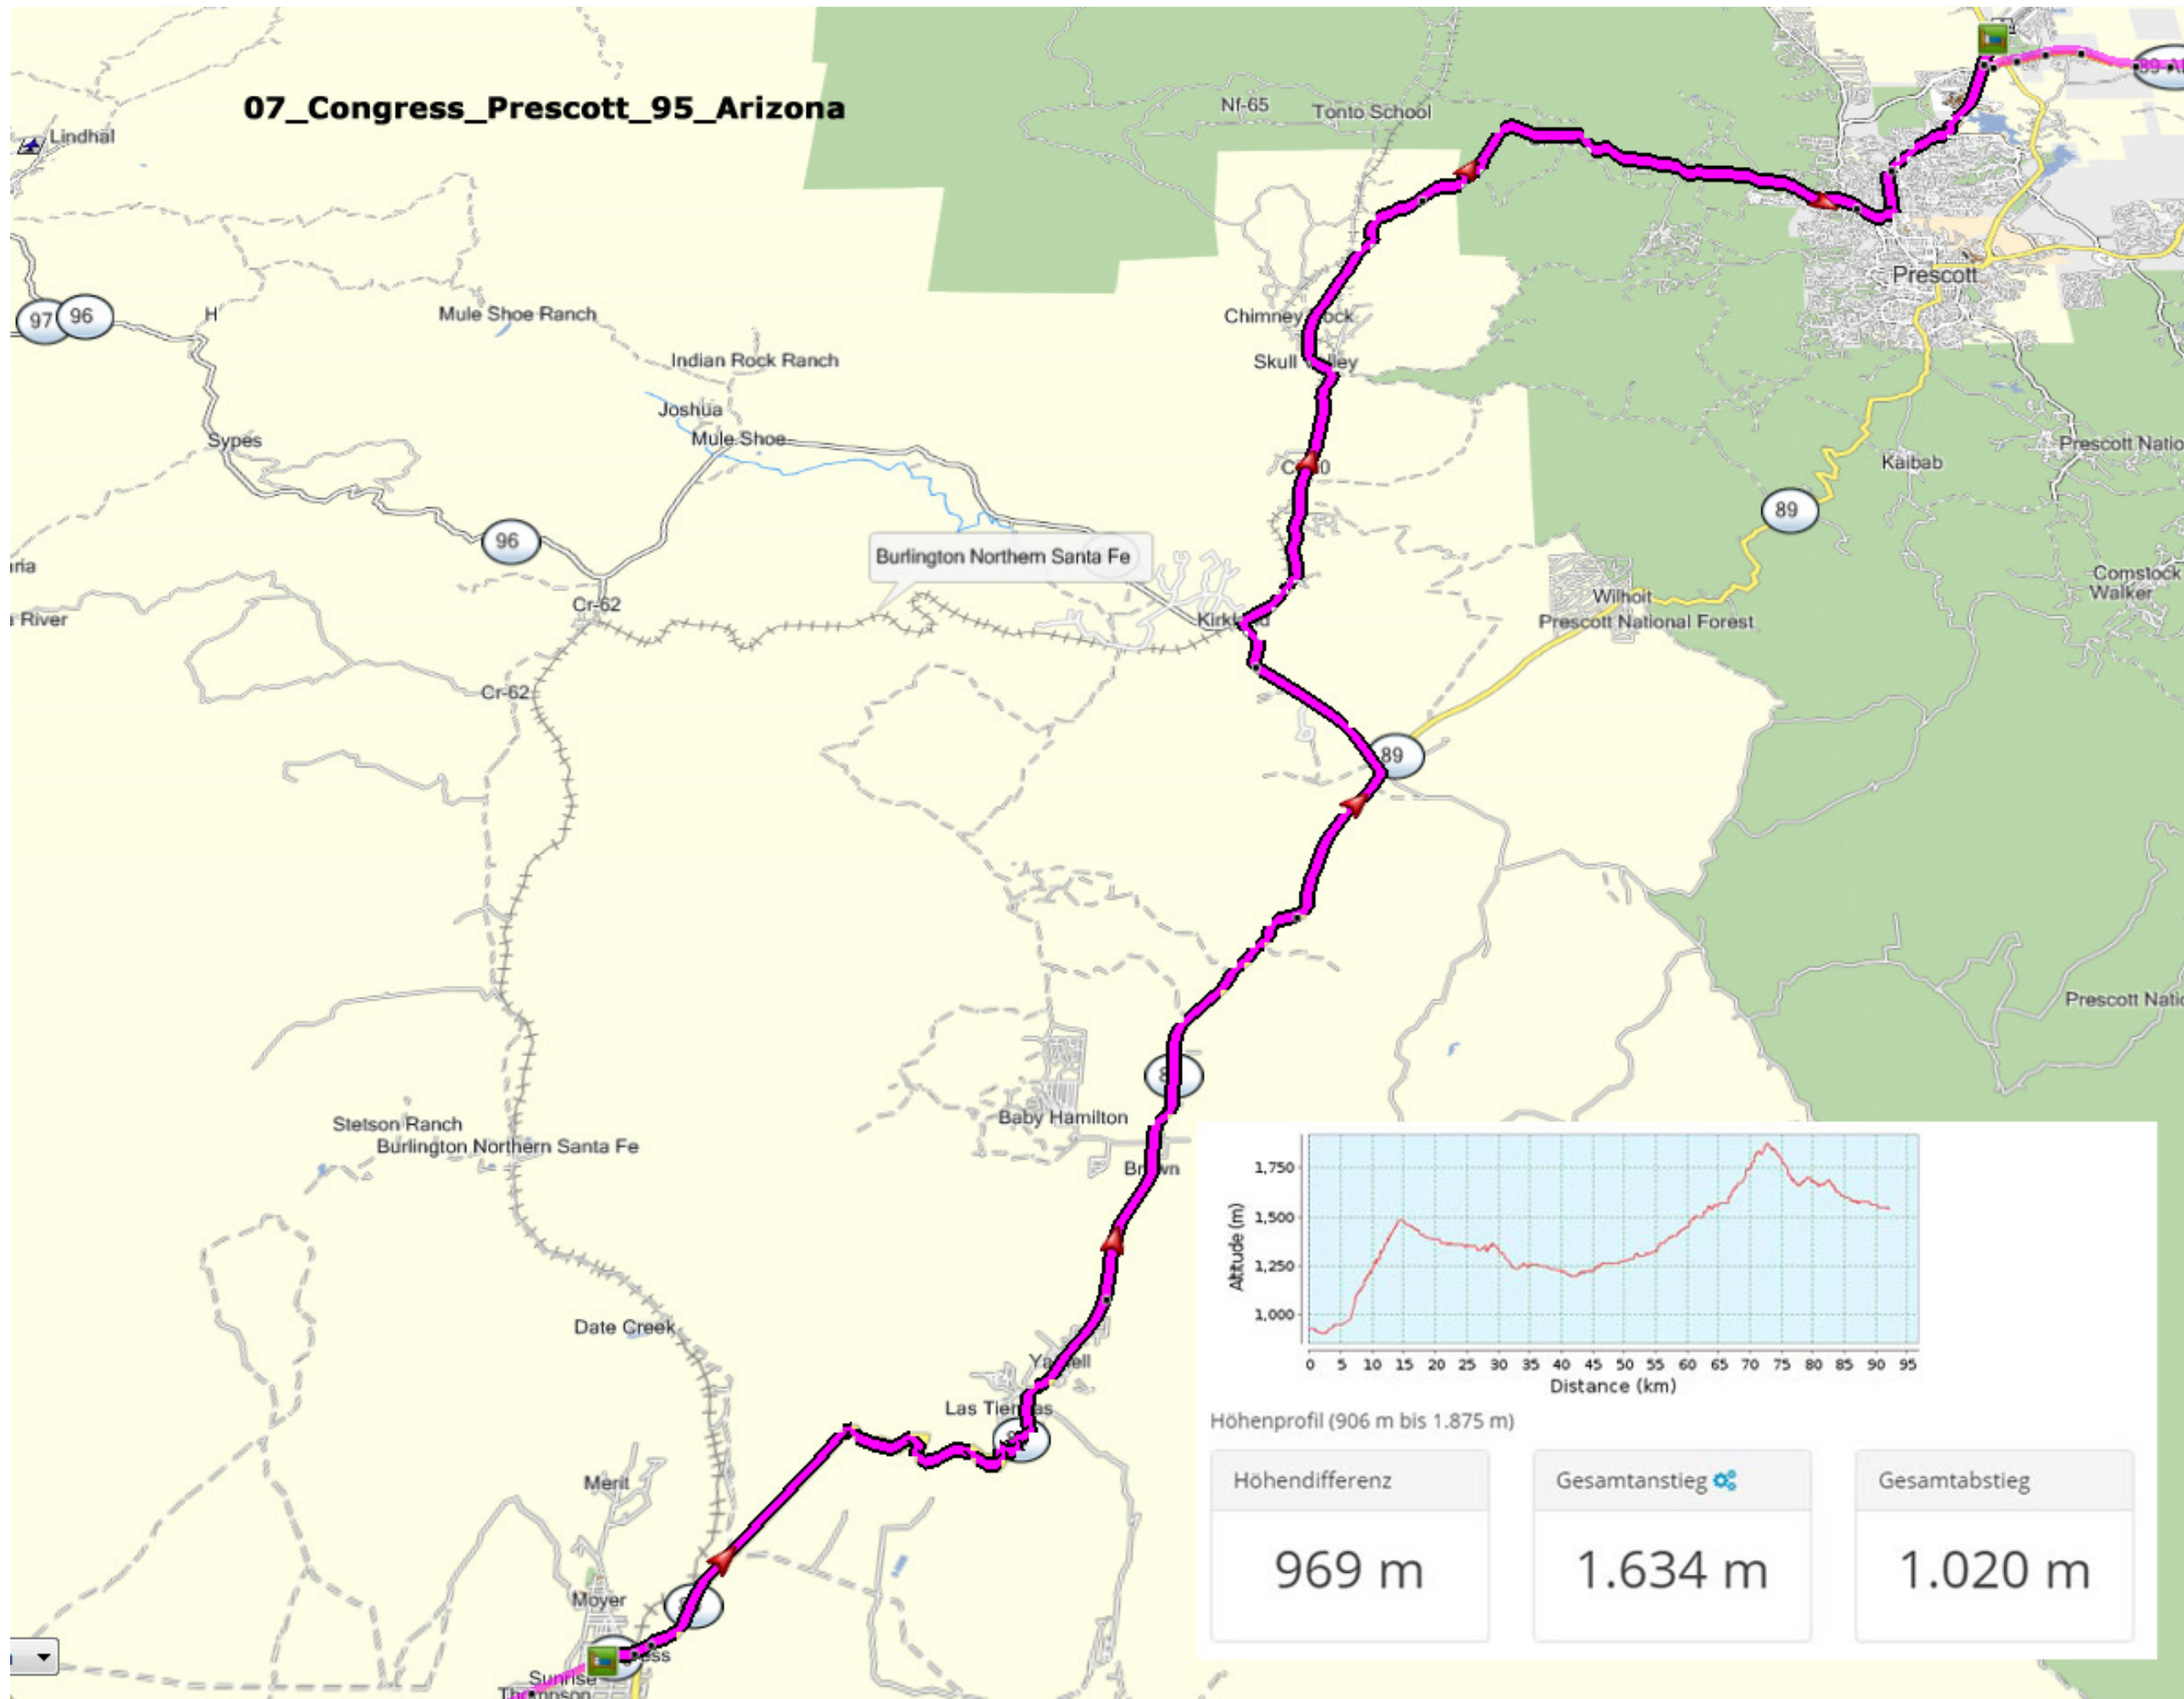 07_Congress_Prescott_95_Arizona
Lindhal
Nf-65
Tonto School
89-Al
97
96
H
Mule Shoe Ranch
Indian Rock Ranch
Joshua
Mule Shoe
Sypes
96
Prescott
Kaibab
Prescott Natio
89
Comstock
Walker
Wilhoit
Prescott National Forest
Burlington Northern Santa Fe
Cr-62
River
Cr-62
89
Prescott Natio
Stetson Ranch
Burlington Northern Santa Fe
Baby Hamilton
Date Creek
Merit
Moyer
Sunrise
1,750
1,500
1,250
1,000
Altitude (m)
0 5 10 15 20 25 30 35 40 45 50 55 60 65 70 75 80 85 90 95
Distance (km)
Höhenprofil (906 m bis 1.875 m)
Höhendifferenz
969 m
Gesamtanstieg
1.634 m
Gesamtabstieg
1.020 m